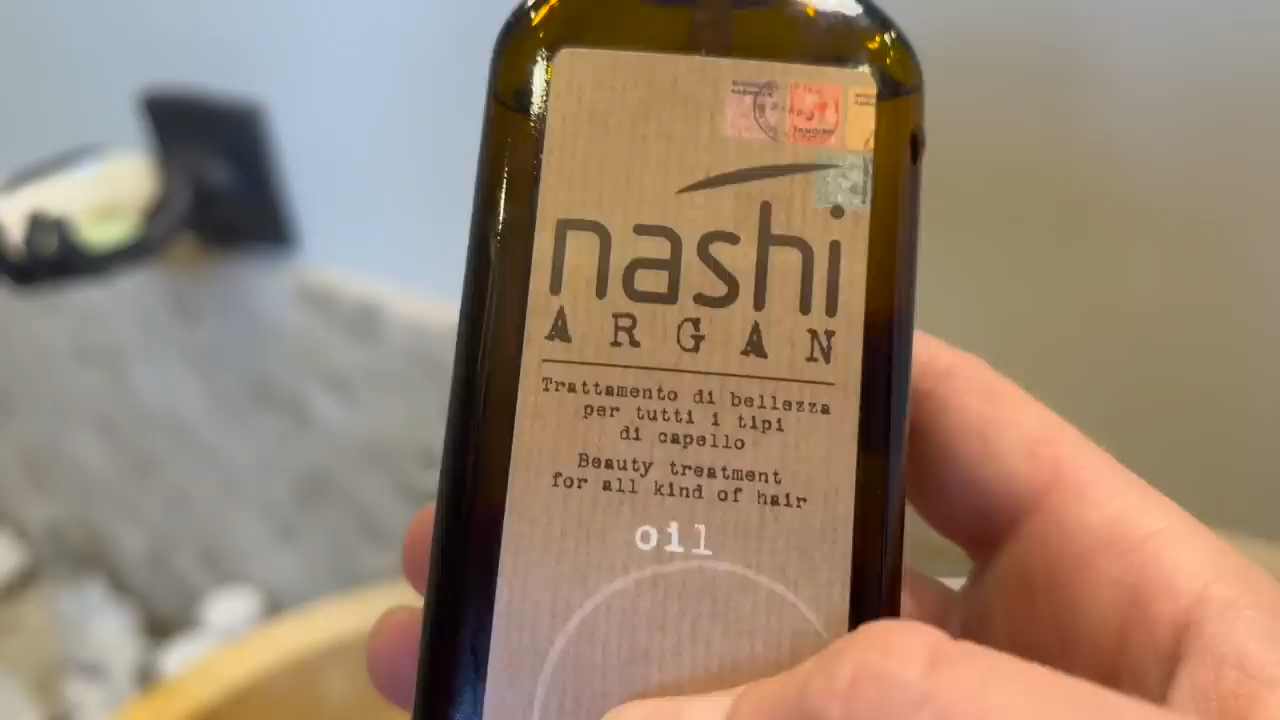 nashi
ARGAN
Trattamento di bellezza
per tutti i tipi
di capello
Beauty treatment
for all kind of hair
oil